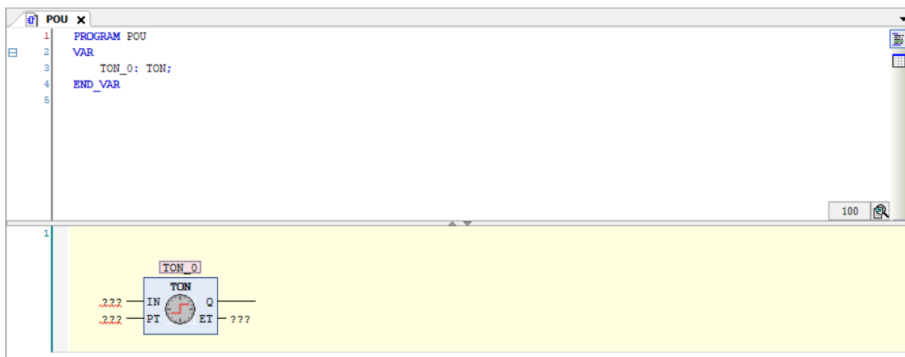 POU X
1 PROGRAM POU
2 VAR
3 TON_0: TON;
4 END_VAR
5
100
1
TON_0
TON
??? IN Q
??? PT ET ???